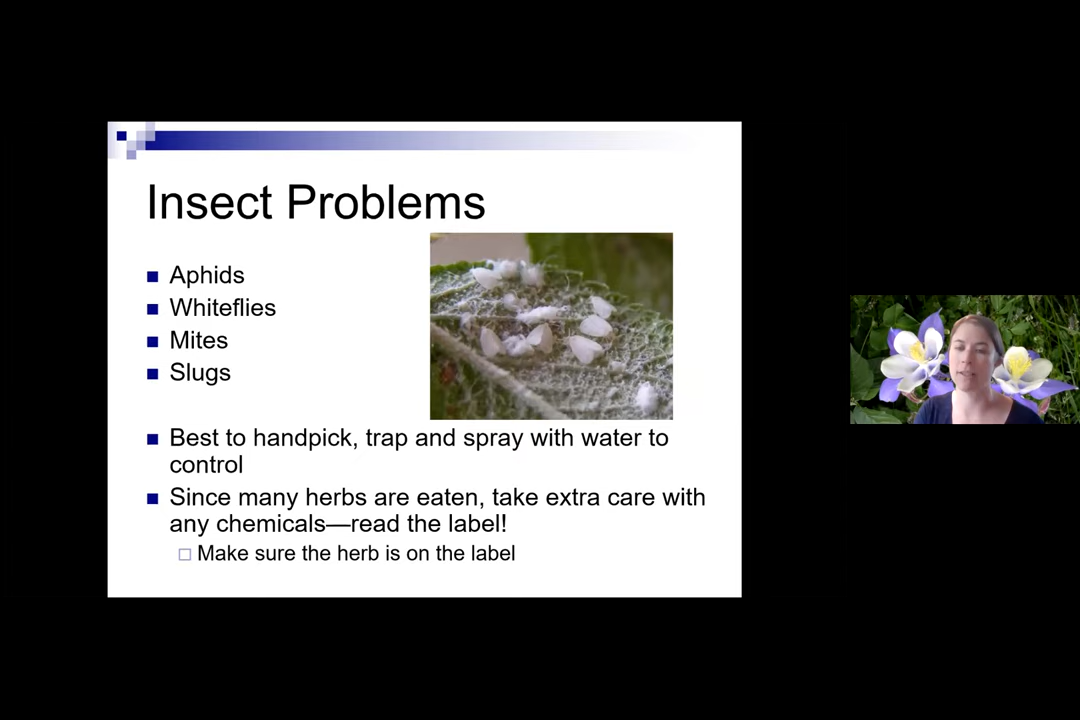 Insect Problems
Aphids
Whiteflies
Mites
Slugs
Best to handpick, trap and spray with water to
control
Since many herbs are eaten, take extra care with
any chemicals—read the label!
Make sure the herb is on the label